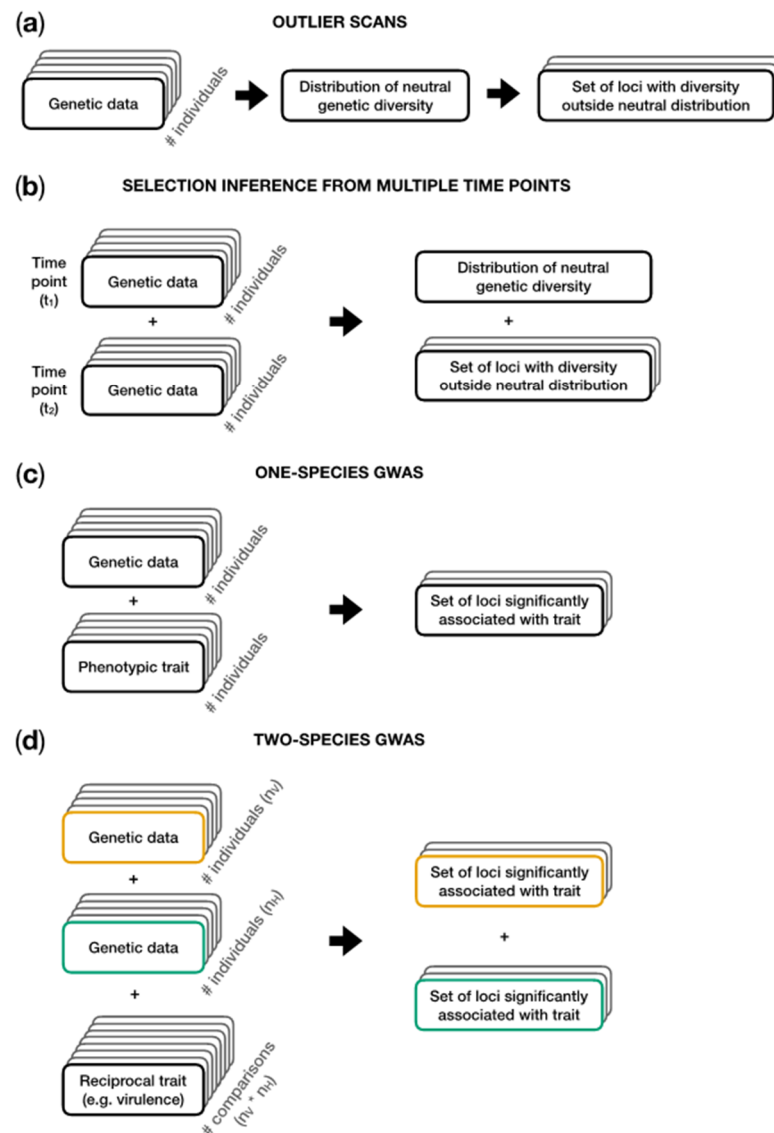 (a) OUTLIER SCANS
Genetic data
# individuals
Distribution of neutral
genetic diversity
Set of loci with diversity
outside neutral distribution
(b) SELECTION INFERENCE FROM MULTIPLE TIME POINTS
Time
point
(t₁)
Genetic data
# individuals
+
Time
point
(t₂)
Genetic data
# individuals
Distribution of neutral
genetic diversity
+
Set of loci with diversity
outside neutral distribution
(c) ONE-SPECIES GWAS
Genetic data
# individuals
+
Phenotypic trait
# individuals
Set of loci significantly
associated with trait
(d) TWO-SPECIES GWAS
Genetic data
# individuals (nᵥ)
+
Genetic data
# individuals (n_H)
+
Reciprocal trait
(e.g. virulence)
# comparisons
(nᵥ * n_H)
Set of loci significantly
associated with trait
+
Set of loci significantly
associated with trait